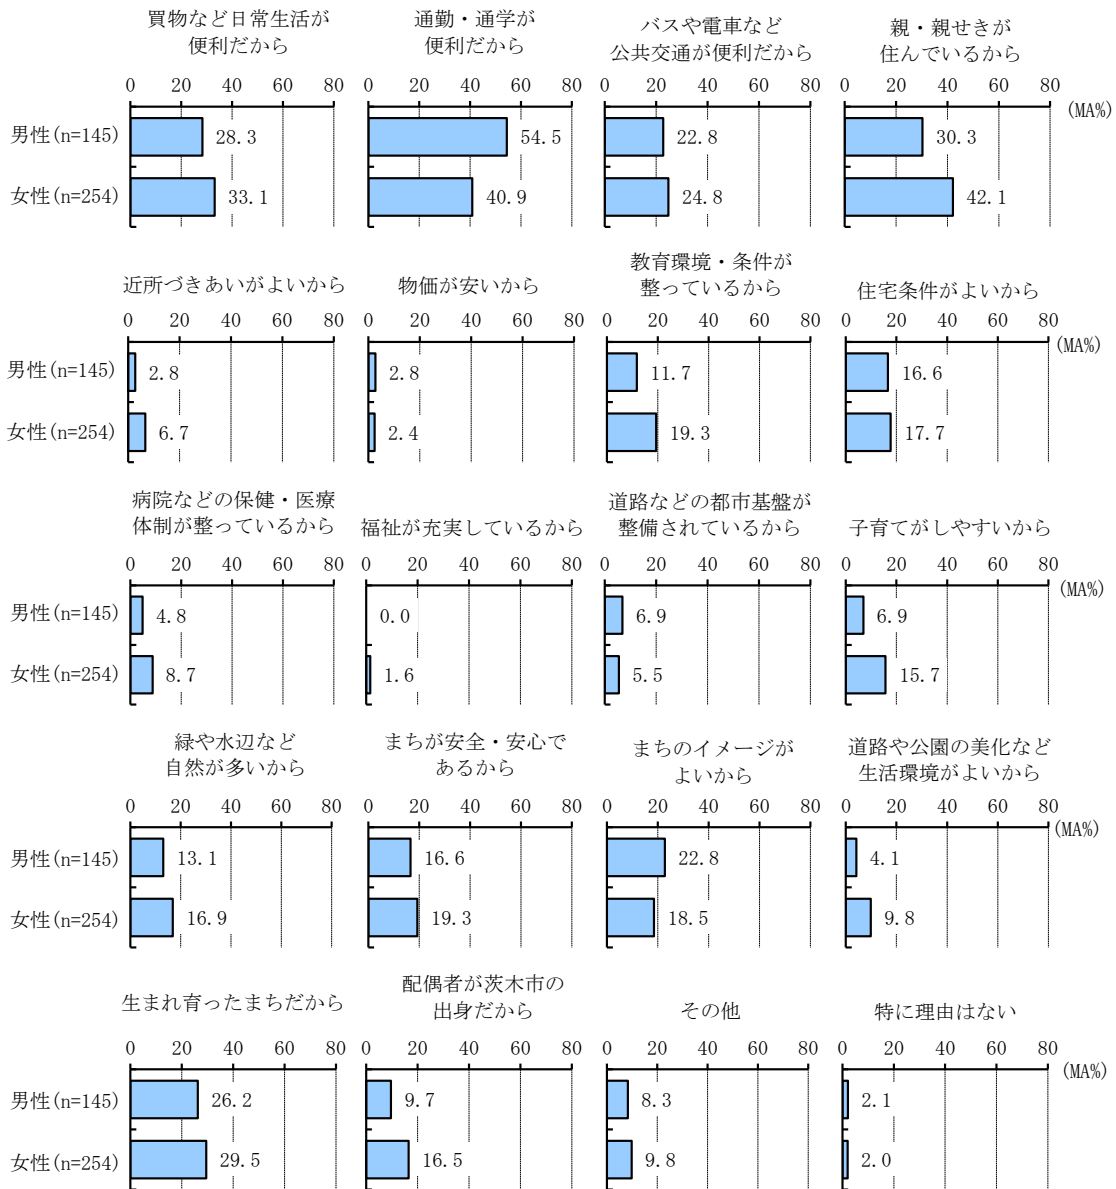 買物など日常生活が
便利だから
通勤・通学が
便利だから
バスや電車など
公共交通が便利だから
親・親せきが
住んでいるから
0 20 40 60 80
0 20 40 60 80
0 20 40 60 80
0 20 40 60 80
(MA%)
男性(n=145) 28.3 54.5 22.8 30.3
女性(n=254) 33.1 40.9 24.8 42.1
近所づきあいがよいから
物価が安いから
教育環境・条件が
整っているから
住宅条件がよいから
0 20 40 60 80
0 20 40 60 80
0 20 40 60 80
0 20 40 60 80
(MA%)
男性(n=145) 2.8 2.8 11.7 16.6
女性(n=254) 6.7 2.4 19.3 17.7
病院などの保健・医療
体制が整っているから
福祉が充実しているから
道路などの都市基盤が
整備されているから
子育てがしやすいから
0 20 40 60 80
0 20 40 60 80
0 20 40 60 80
0 20 40 60 80
(MA%)
男性(n=145) 4.8 0.0 6.9 6.9
女性(n=254) 8.7 1.6 5.5 15.7
緑や水辺など
自然が多いから
まちが安全・安心で
あるから
まちのイメージが
よいから
道路や公園の美化など
生活環境がよいから
0 20 40 60 80
0 20 40 60 80
0 20 40 60 80
0 20 40 60 80
(MA%)
男性(n=145) 13.1 16.6 22.8 4.1
女性(n=254) 16.9 19.3 18.5 9.8
生まれ育ったまちだから
配偶者が茨木市の
出身だから
その他
特に理由はない
0 20 40 60 80
0 20 40 60 80
0 20 40 60 80
0 20 40 60 80
(MA%)
男性(n=145) 26.2 9.7 8.3 2.1
女性(n=254) 29.5 16.5 9.8 2.0